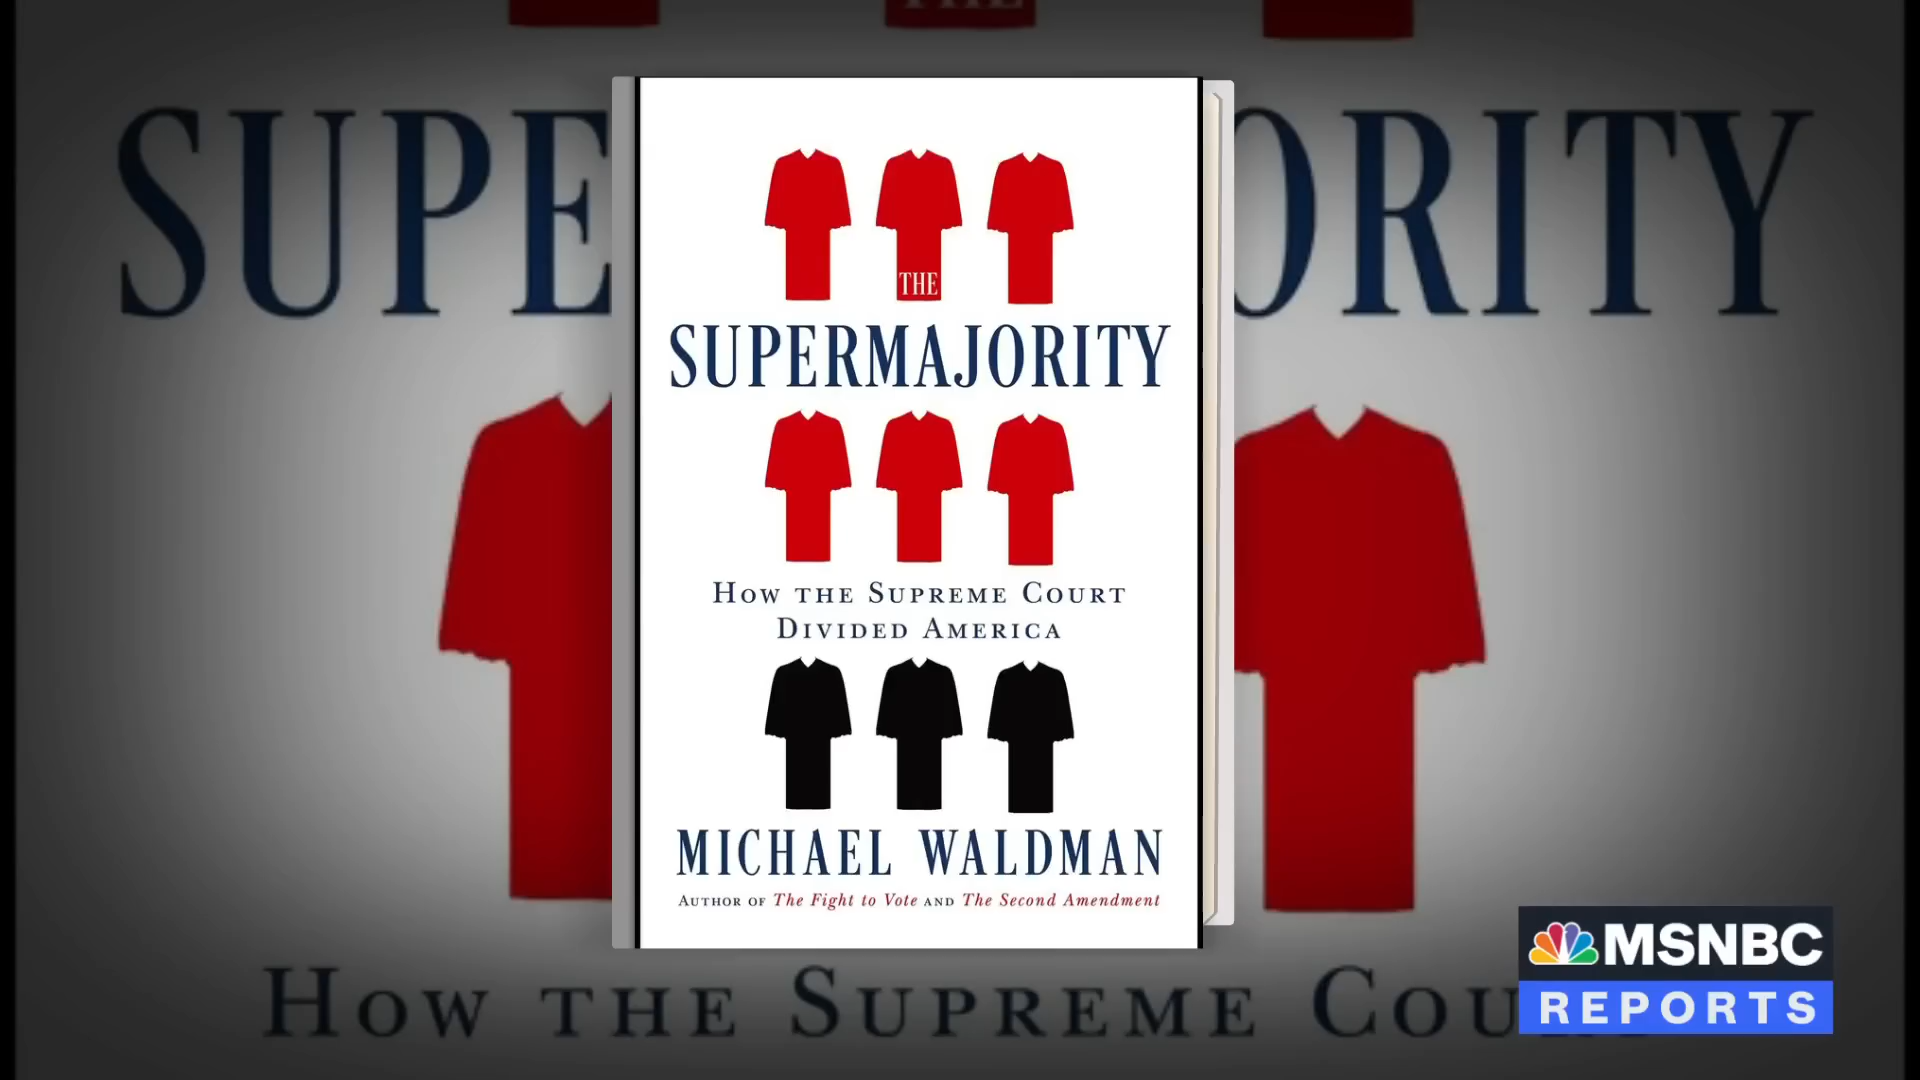 THE
SUPERMAJORITY
HOW THE SUPREME COURT
DIVIDED AMERICA
MICHAEL WALDMAN
AUTHOR OF The Fight to Vote AND The Second Amendment
THE
SUPE
ORITY
HOW THE SUPREME COU
MSNBC
REPORTS